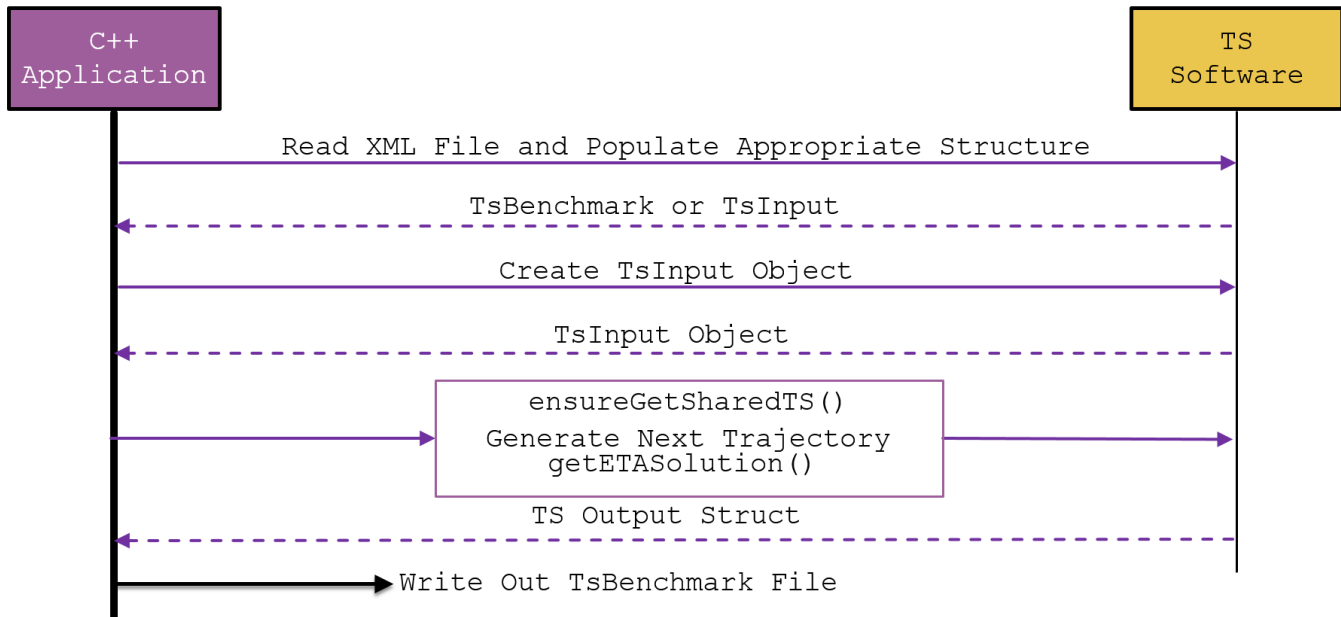 C++
Application
TS
Software
Read XML File and Populate Appropriate Structure
TsBenchmark or TsInput
Create TsInput Object
TsInput Object
ensureGetSharedTS()
Generate Next Trajectory
getETASolution()
TS Output Struct
Write Out TsBenchmark File